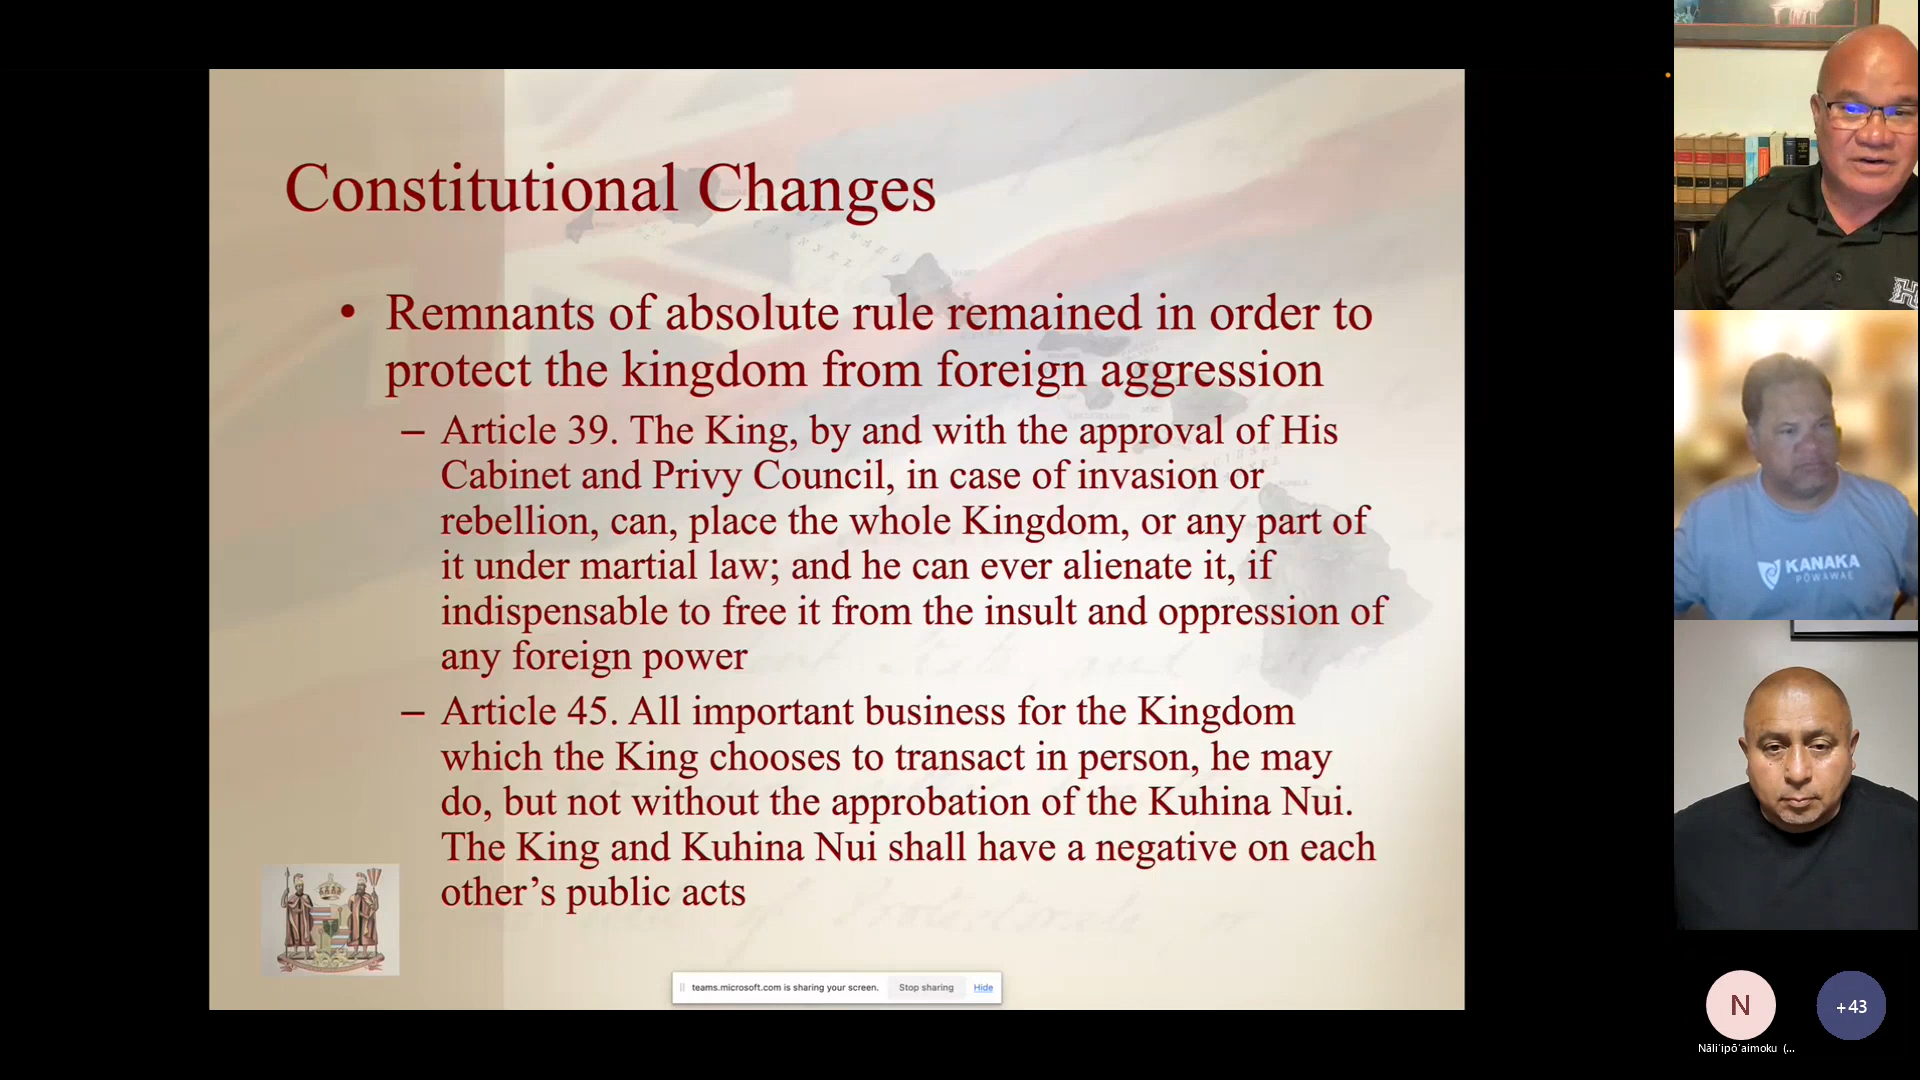 Constitutional Changes
• Remnants of absolute rule remained in order to
protect the kingdom from foreign aggression
– Article 39. The King, by and with the approval of His
Cabinet and Privy Council, in case of invasion or
rebellion, can, place the whole Kingdom, or any part of
it under martial law; and he can ever alienate it, if
indispensable to free it from the insult and oppression of
any foreign power
– Article 45. All important business for the Kingdom
which the King chooses to transact in person, he may
do, but not without the approbation of the Kuhina Nui.
The King and Kuhina Nui shall have a negative on each
other’s public acts
teams.microsoft.com is sharing your screen.
Stop sharing
Hide
KANAKA
PŌWAWAE
N
+43
Nāliʻipōʻaimoku (...